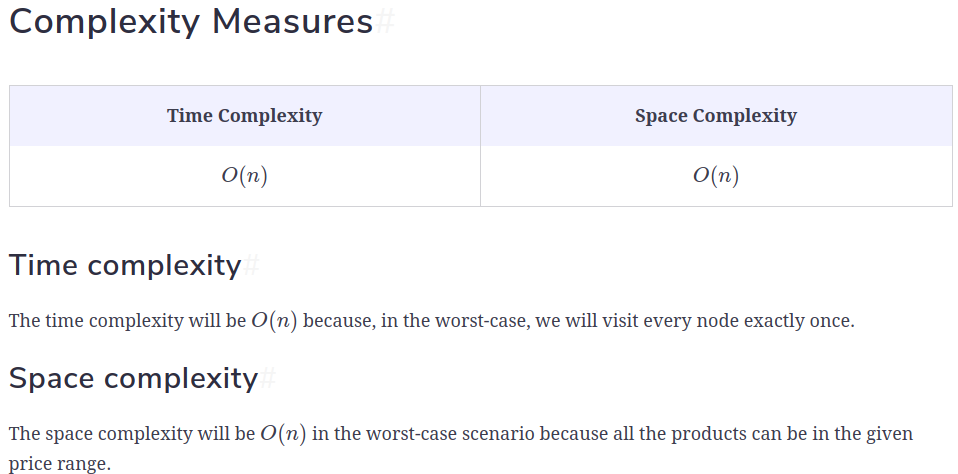 Complexity Measures#
Time Complexity Space Complexity
O(n) O(n)
Time complexity#
The time complexity will be O(n) because, in the worst-case, we will visit every node exactly once.
Space complexity#
The space complexity will be O(n) in the worst-case scenario because all the products can be in the given
price range.